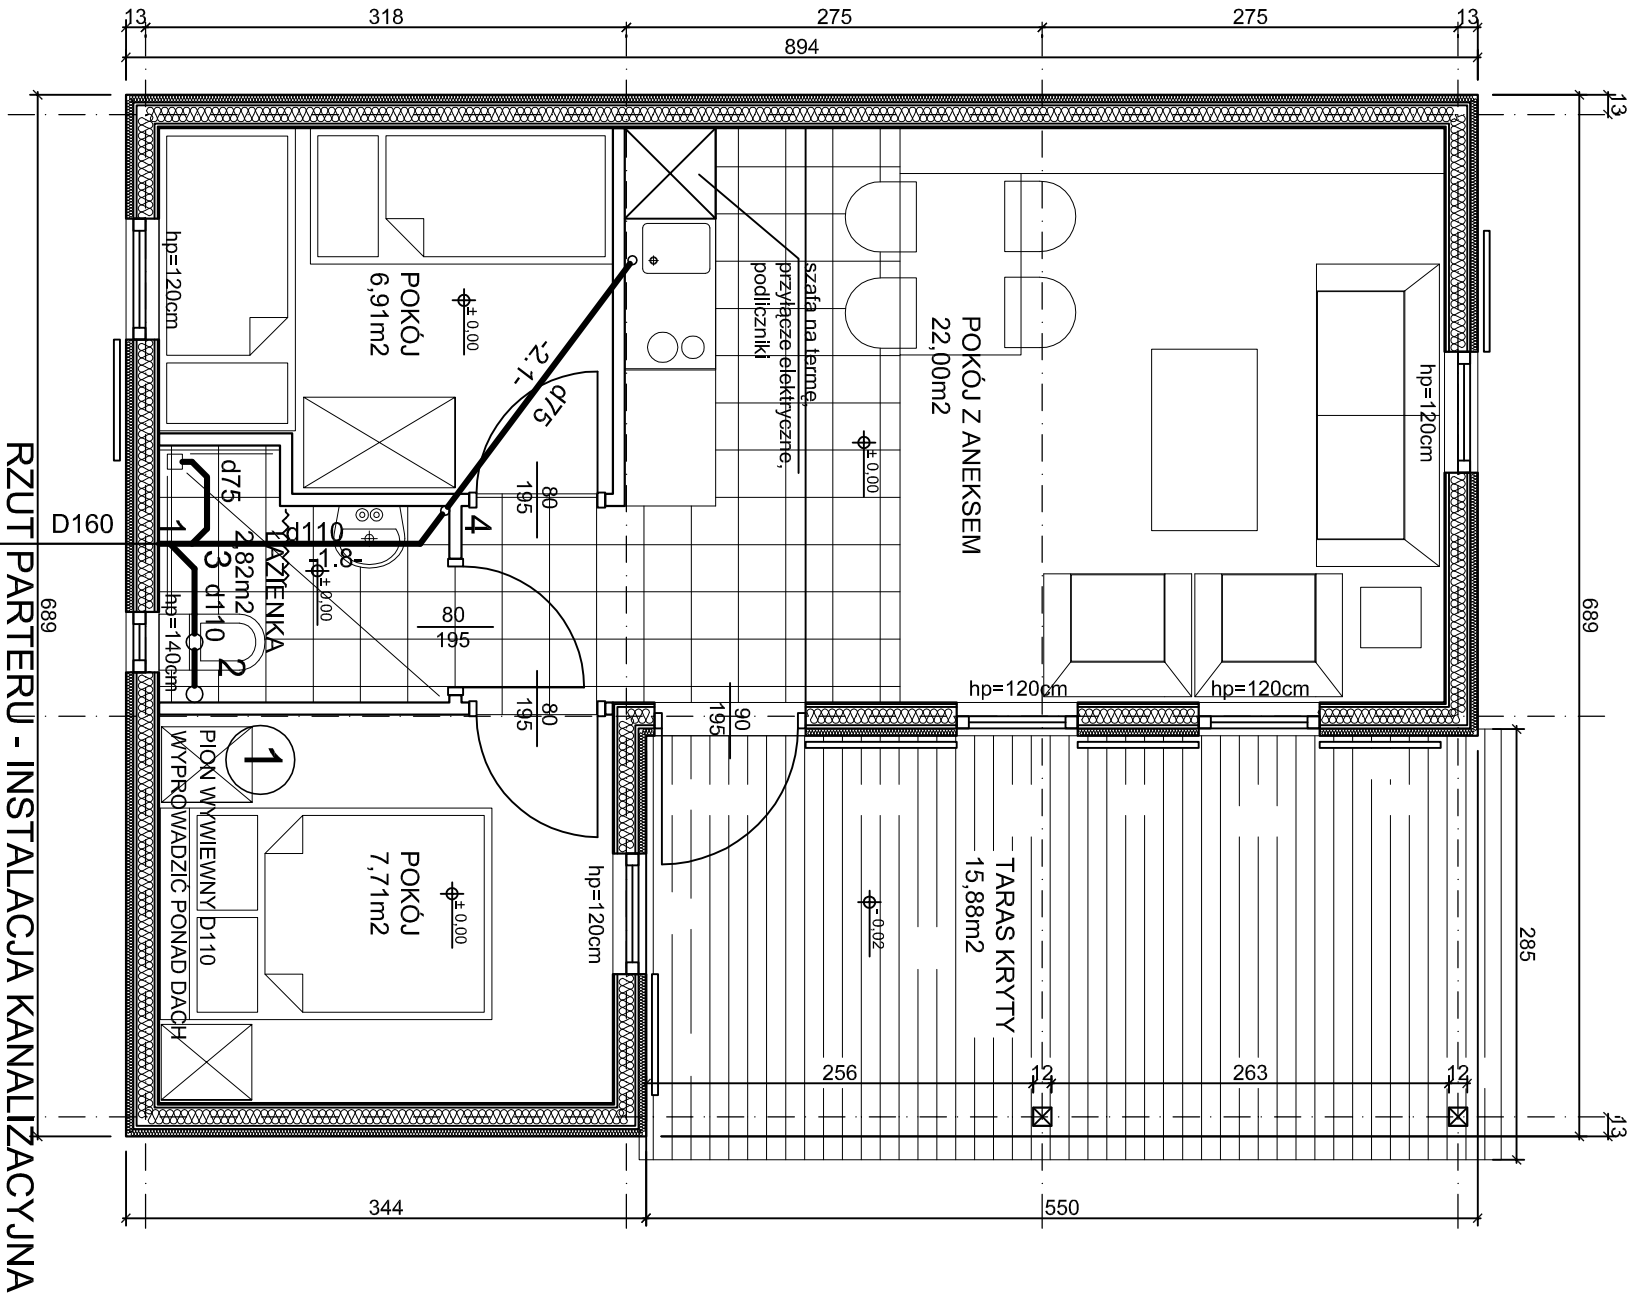 13
318
275
275
13
894
13
689
689
285
13
hp=120cm
POKÓJ
6,91m2
± 0,00
-2.1-
d75
szafa na termę,
przyłącze elektryczne,
podliczniki
POKÓJ Z ANEKSEM
22,00m2
± 0,00
hp=120cm
80
195
D160
d75
1
3
d110
2
4
d110
-1.8-
ŁAZIENKA
2,82m2
± 0,00
hp=140cm
80
195
80
195
90
195
hp=120cm
hp=120cm
1
PION WYWIEWNY D110
WYPROWADZIĆ PONAD DACH
POKÓJ
7,71m2
± 0,00
hp=120cm
TARAS KRYTY
15,88m2
- 0,02
256
12
263
12
344
550
RZUT PARTERU - INSTALACJA KANALIZACYJNA